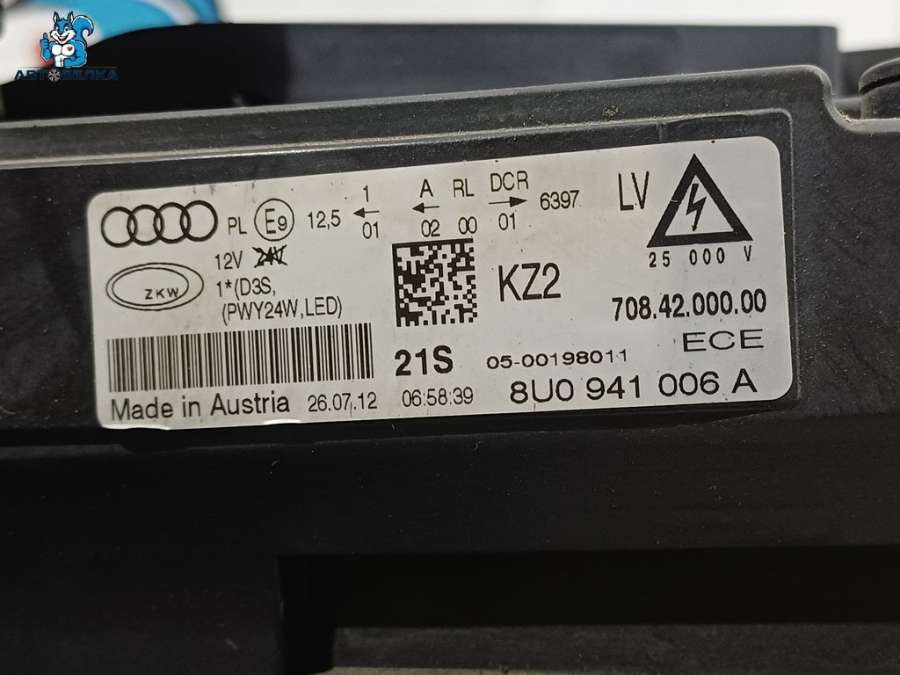 АВТОБЕЛКА
PL E9 12,5 1 ← 01 A ← 02 RL 00 DCR → 01 6397 LV
12V 24V
25 000 V
ZKW
1*(D3S,
(PWY24W,LED)
KZ2
708.42.000.00
21S 05-00198011 ECE
Made in Austria 26.07.12 06:58:39 8U0 941 006 A